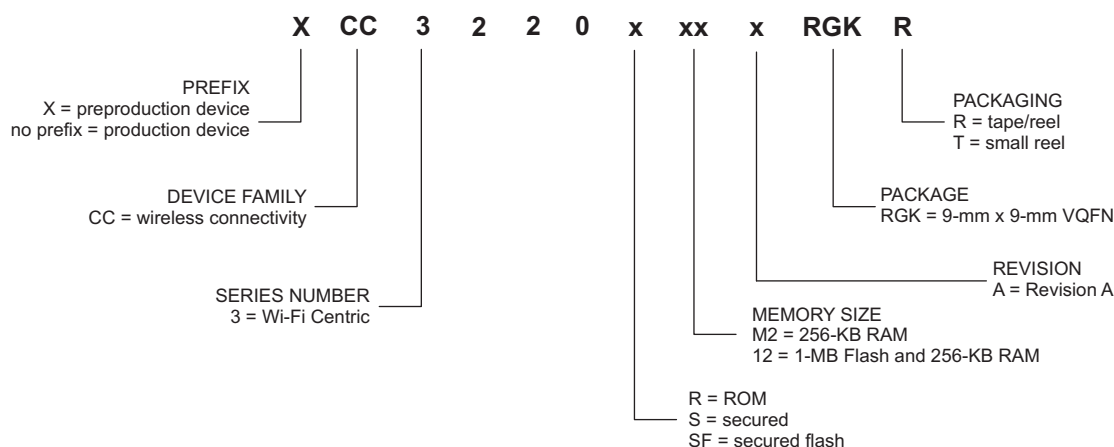 X CC 3 2 2 0 x xx x RGK R
PREFIX
X = preproduction device
no prefix = production device
DEVICE FAMILY
CC = wireless connectivity
SERIES NUMBER
3 = Wi-Fi Centric
PACKAGING
R = tape/reel
T = small reel
PACKAGE
RGK = 9-mm x 9-mm VQFN
REVISION
A = Revision A
MEMORY SIZE
M2 = 256-KB RAM
12 = 1-MB Flash and 256-KB RAM
R = ROM
S = secured
SF = secured flash